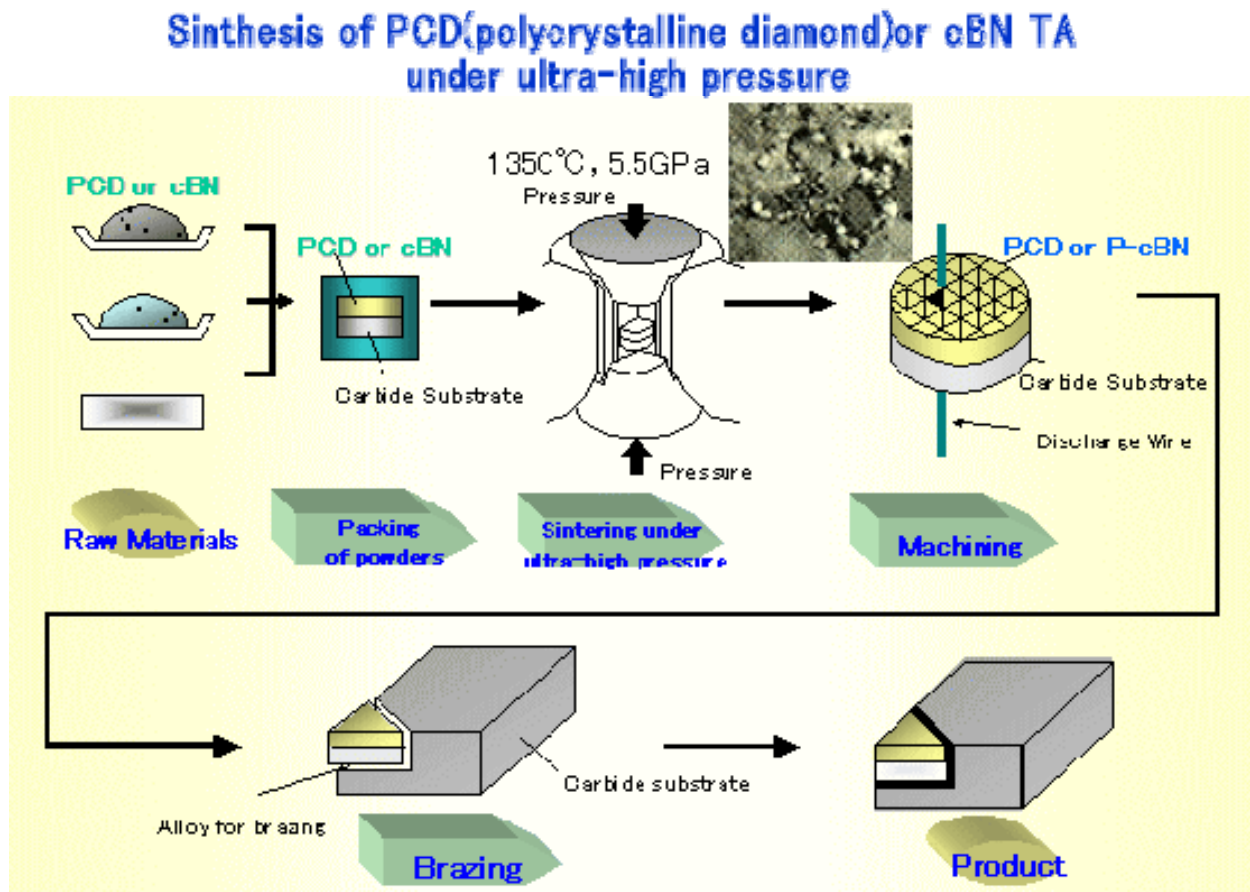 Sinthesis of PCD(polycrystalline diamond)or cBN TA
under ultra-high pressure
PCD or cBN
PCD or cBN
Carbide Substrate
1350℃, 5.5GPa
Pressure
Pressure
PCD or P-cBN
Carbide Substrate
Discharge Wire
Raw Materials
Packing
of powders
Sintering under
ultra-high pressure
Machining
Alloy for brazing
Carbide substrate
Brazing
Product